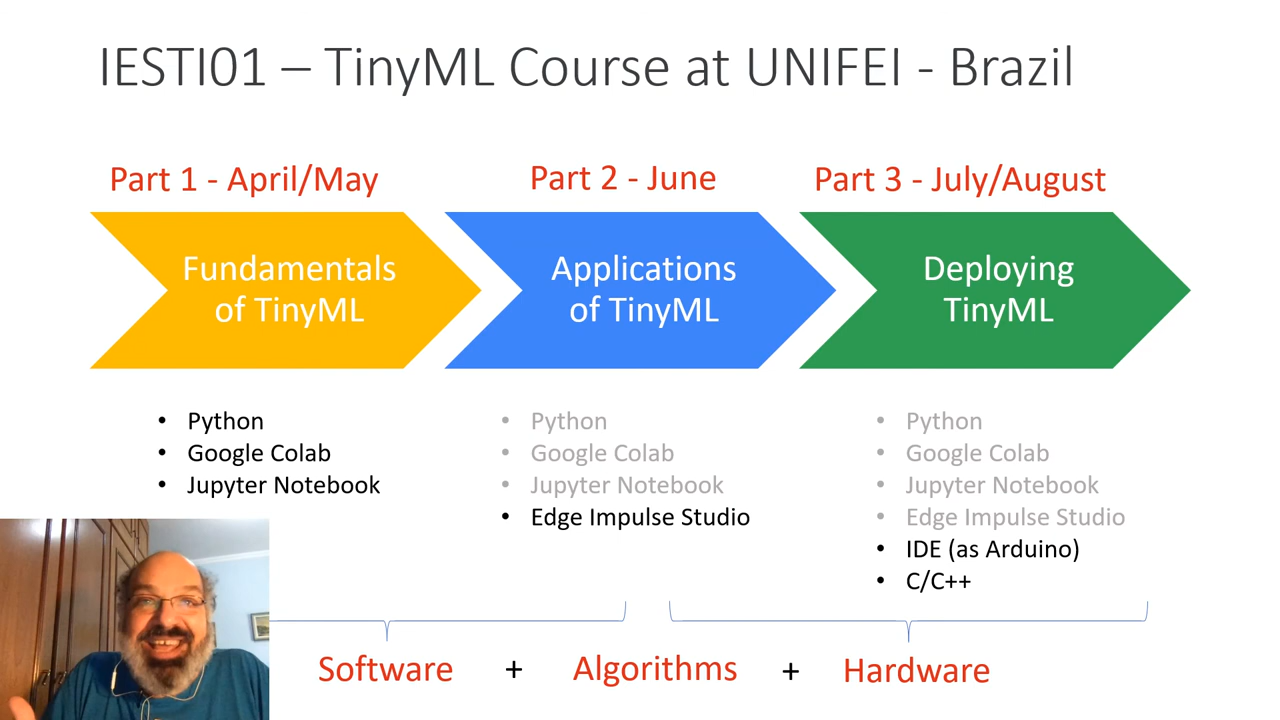 IESTI01 – TinyML Course at UNIFEI - Brazil
Part 1 - April/May
Part 2 - June
Part 3 - July/August
Fundamentals
of TinyML
Applications
of TinyML
Deploying
TinyML
• Python
• Google Colab
• Jupyter Notebook
• Python
• Google Colab
• Jupyter Notebook
• Edge Impulse Studio
• Python
• Google Colab
• Jupyter Notebook
• Edge Impulse Studio
• IDE (as Arduino)
• C/C++
Software + Algorithms + Hardware